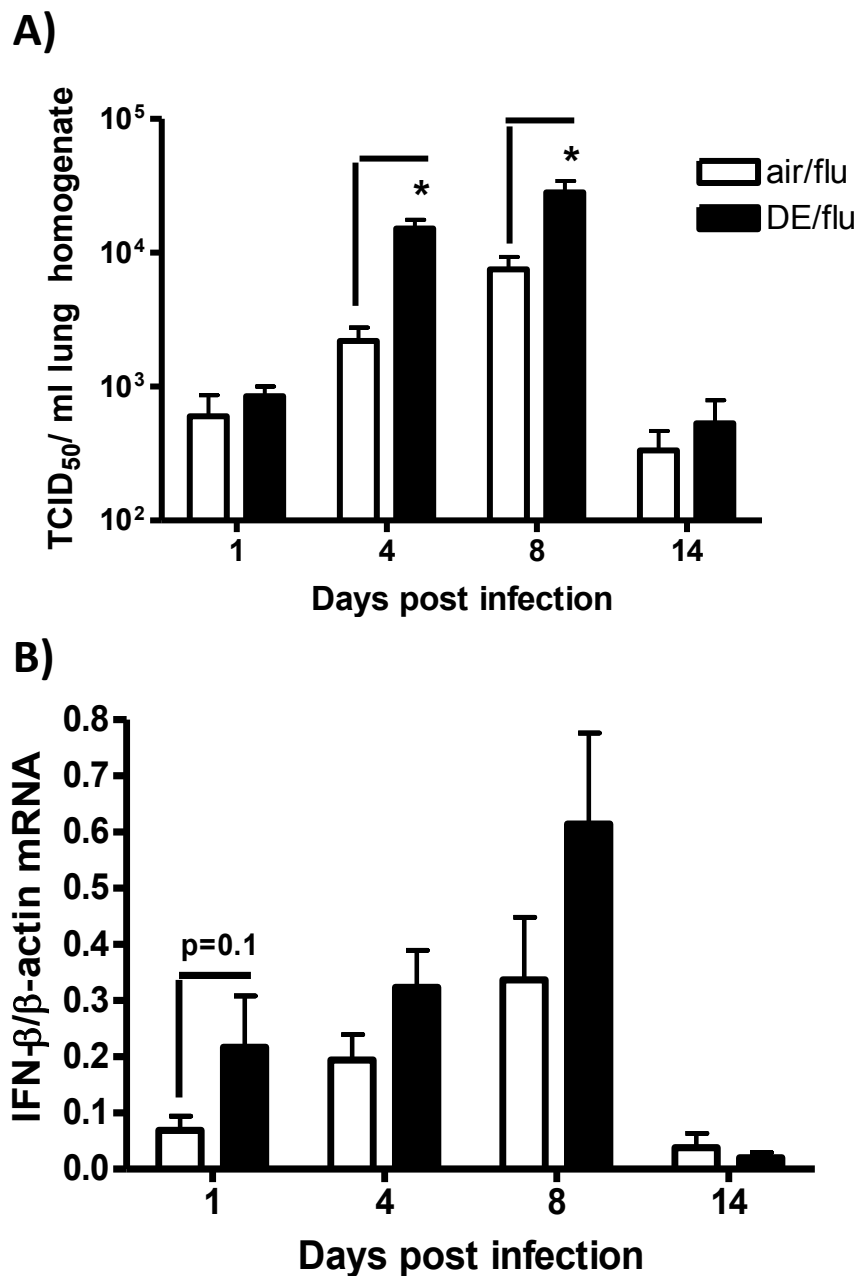 A)
TCID50/ ml lung homogenate
10^5
10^4
10^3
10^2
*
*
air/flu
DE/flu
1 4 8 14
Days post infection
B)
IFN-β/β-actin mRNA
0.8
0.7
0.6
0.5
0.4
0.3
0.2
0.1
0.0
p=0.1
1 4 8 14
Days post infection